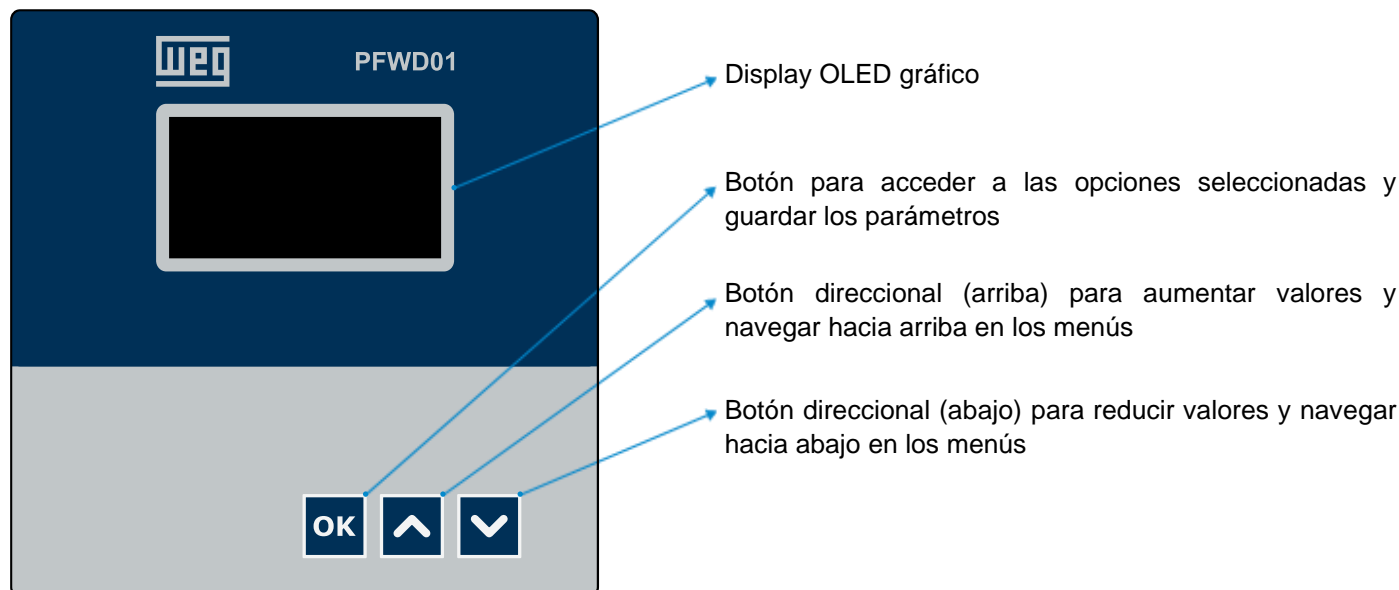 WEG
PFWD01
Display OLED gráfico
Botón para acceder a las opciones seleccionadas y
guardar los parámetros
Botón direccional (arriba) para aumentar valores y
navegar hacia arriba en los menús
Botón direccional (abajo) para reducir valores y navegar
hacia abajo en los menús
OK